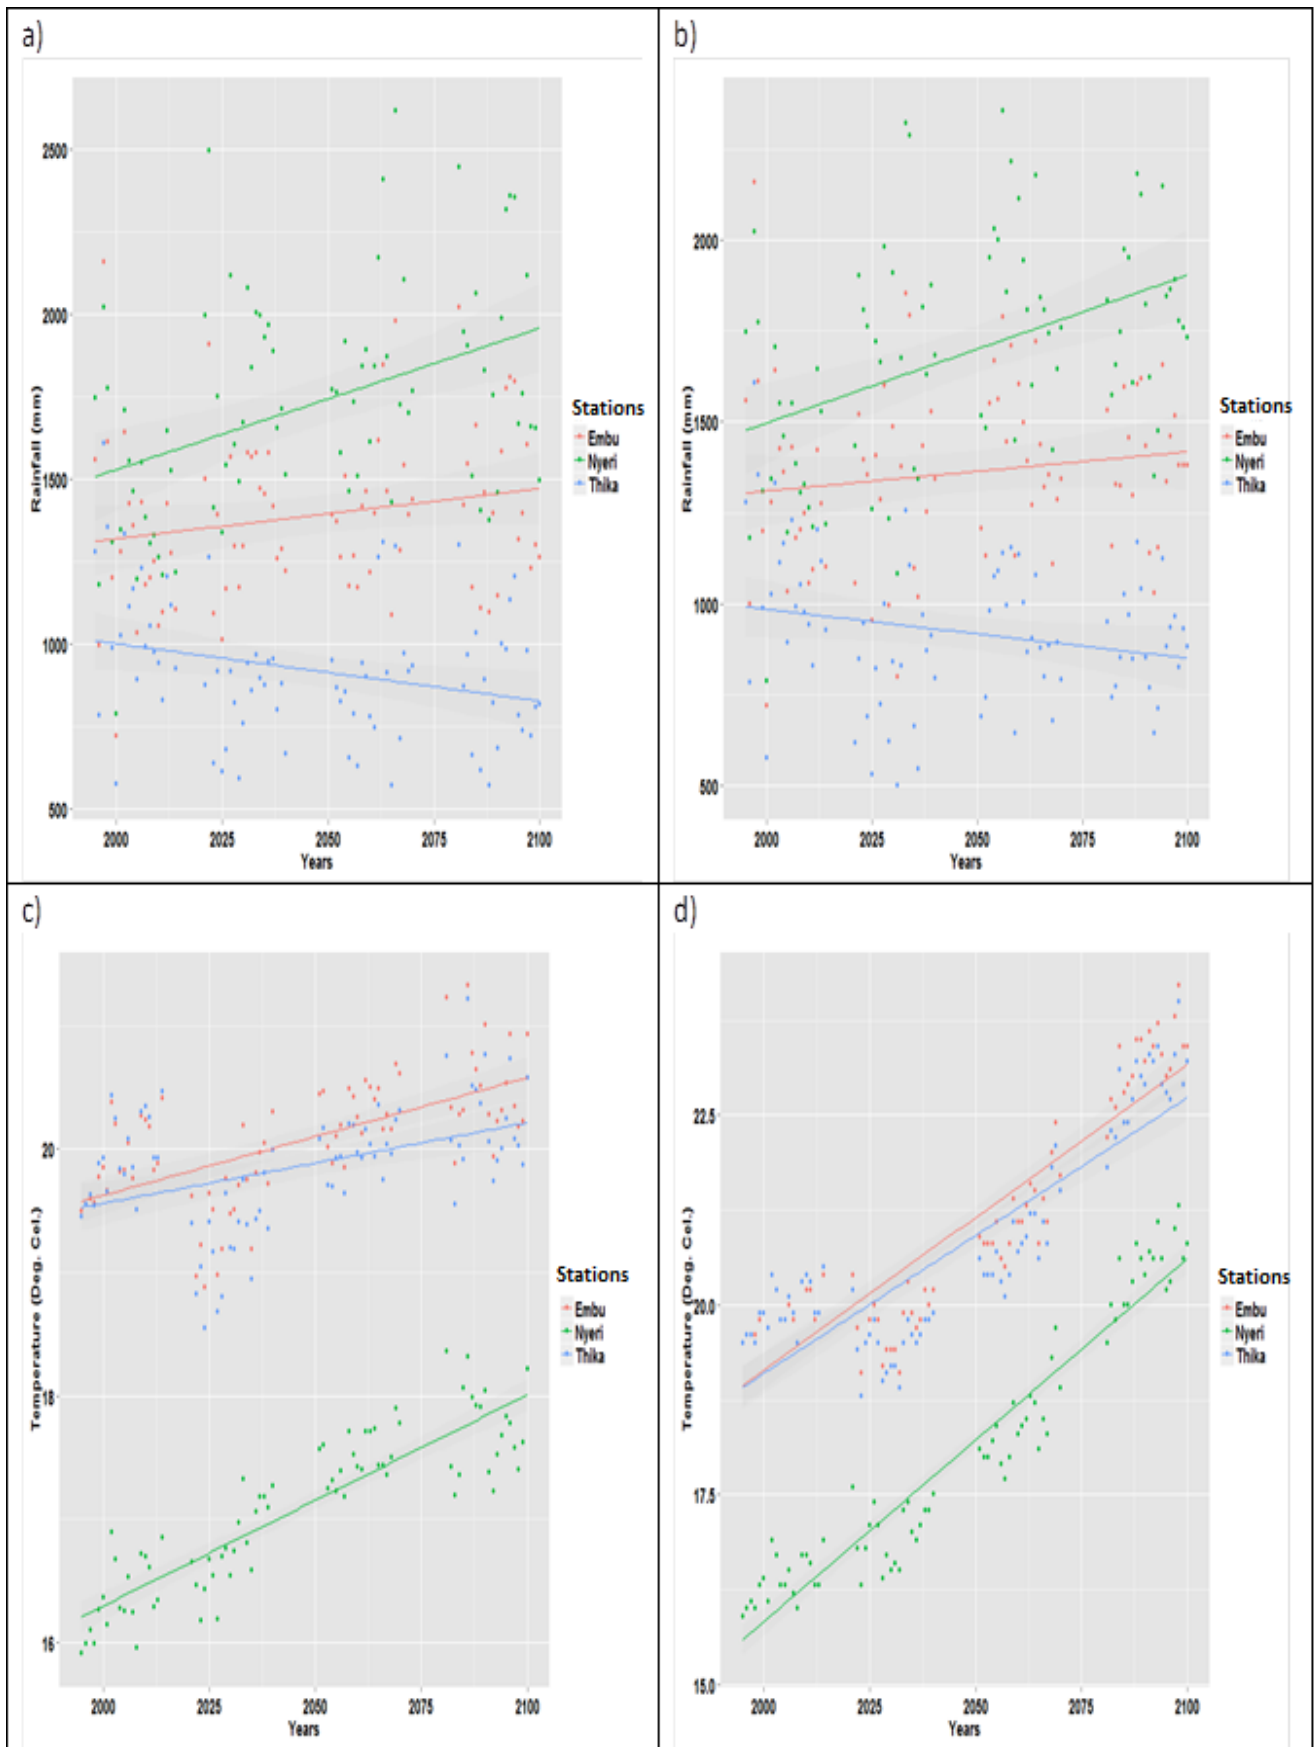 a)
2500
2000
1500
1000
500
Rainfall (mm)
2000 2025 2050 2075 2100
Years
Stations
Embu
Nyeri
Thika
b)
2000
1500
1000
500
Rainfall (mm)
2000 2025 2050 2075 2100
Years
Stations
Embu
Nyeri
Thika
c)
20
18
16
Temperature (Deg. Cel.)
2000 2025 2050 2075 2100
Years
Stations
Embu
Nyeri
Thika
d)
22.5
20.0
17.5
15.0
Temperature (Deg. Cel.)
2000 2025 2050 2075 2100
Years
Stations
Embu
Nyeri
Thika